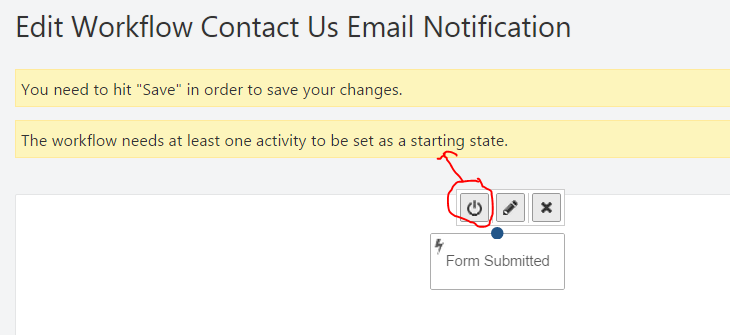 Edit Workflow Contact Us Email Notification
You need to hit "Save" in order to save your changes.
The workflow needs at least one activity to be set as a starting state.
Form Submitted